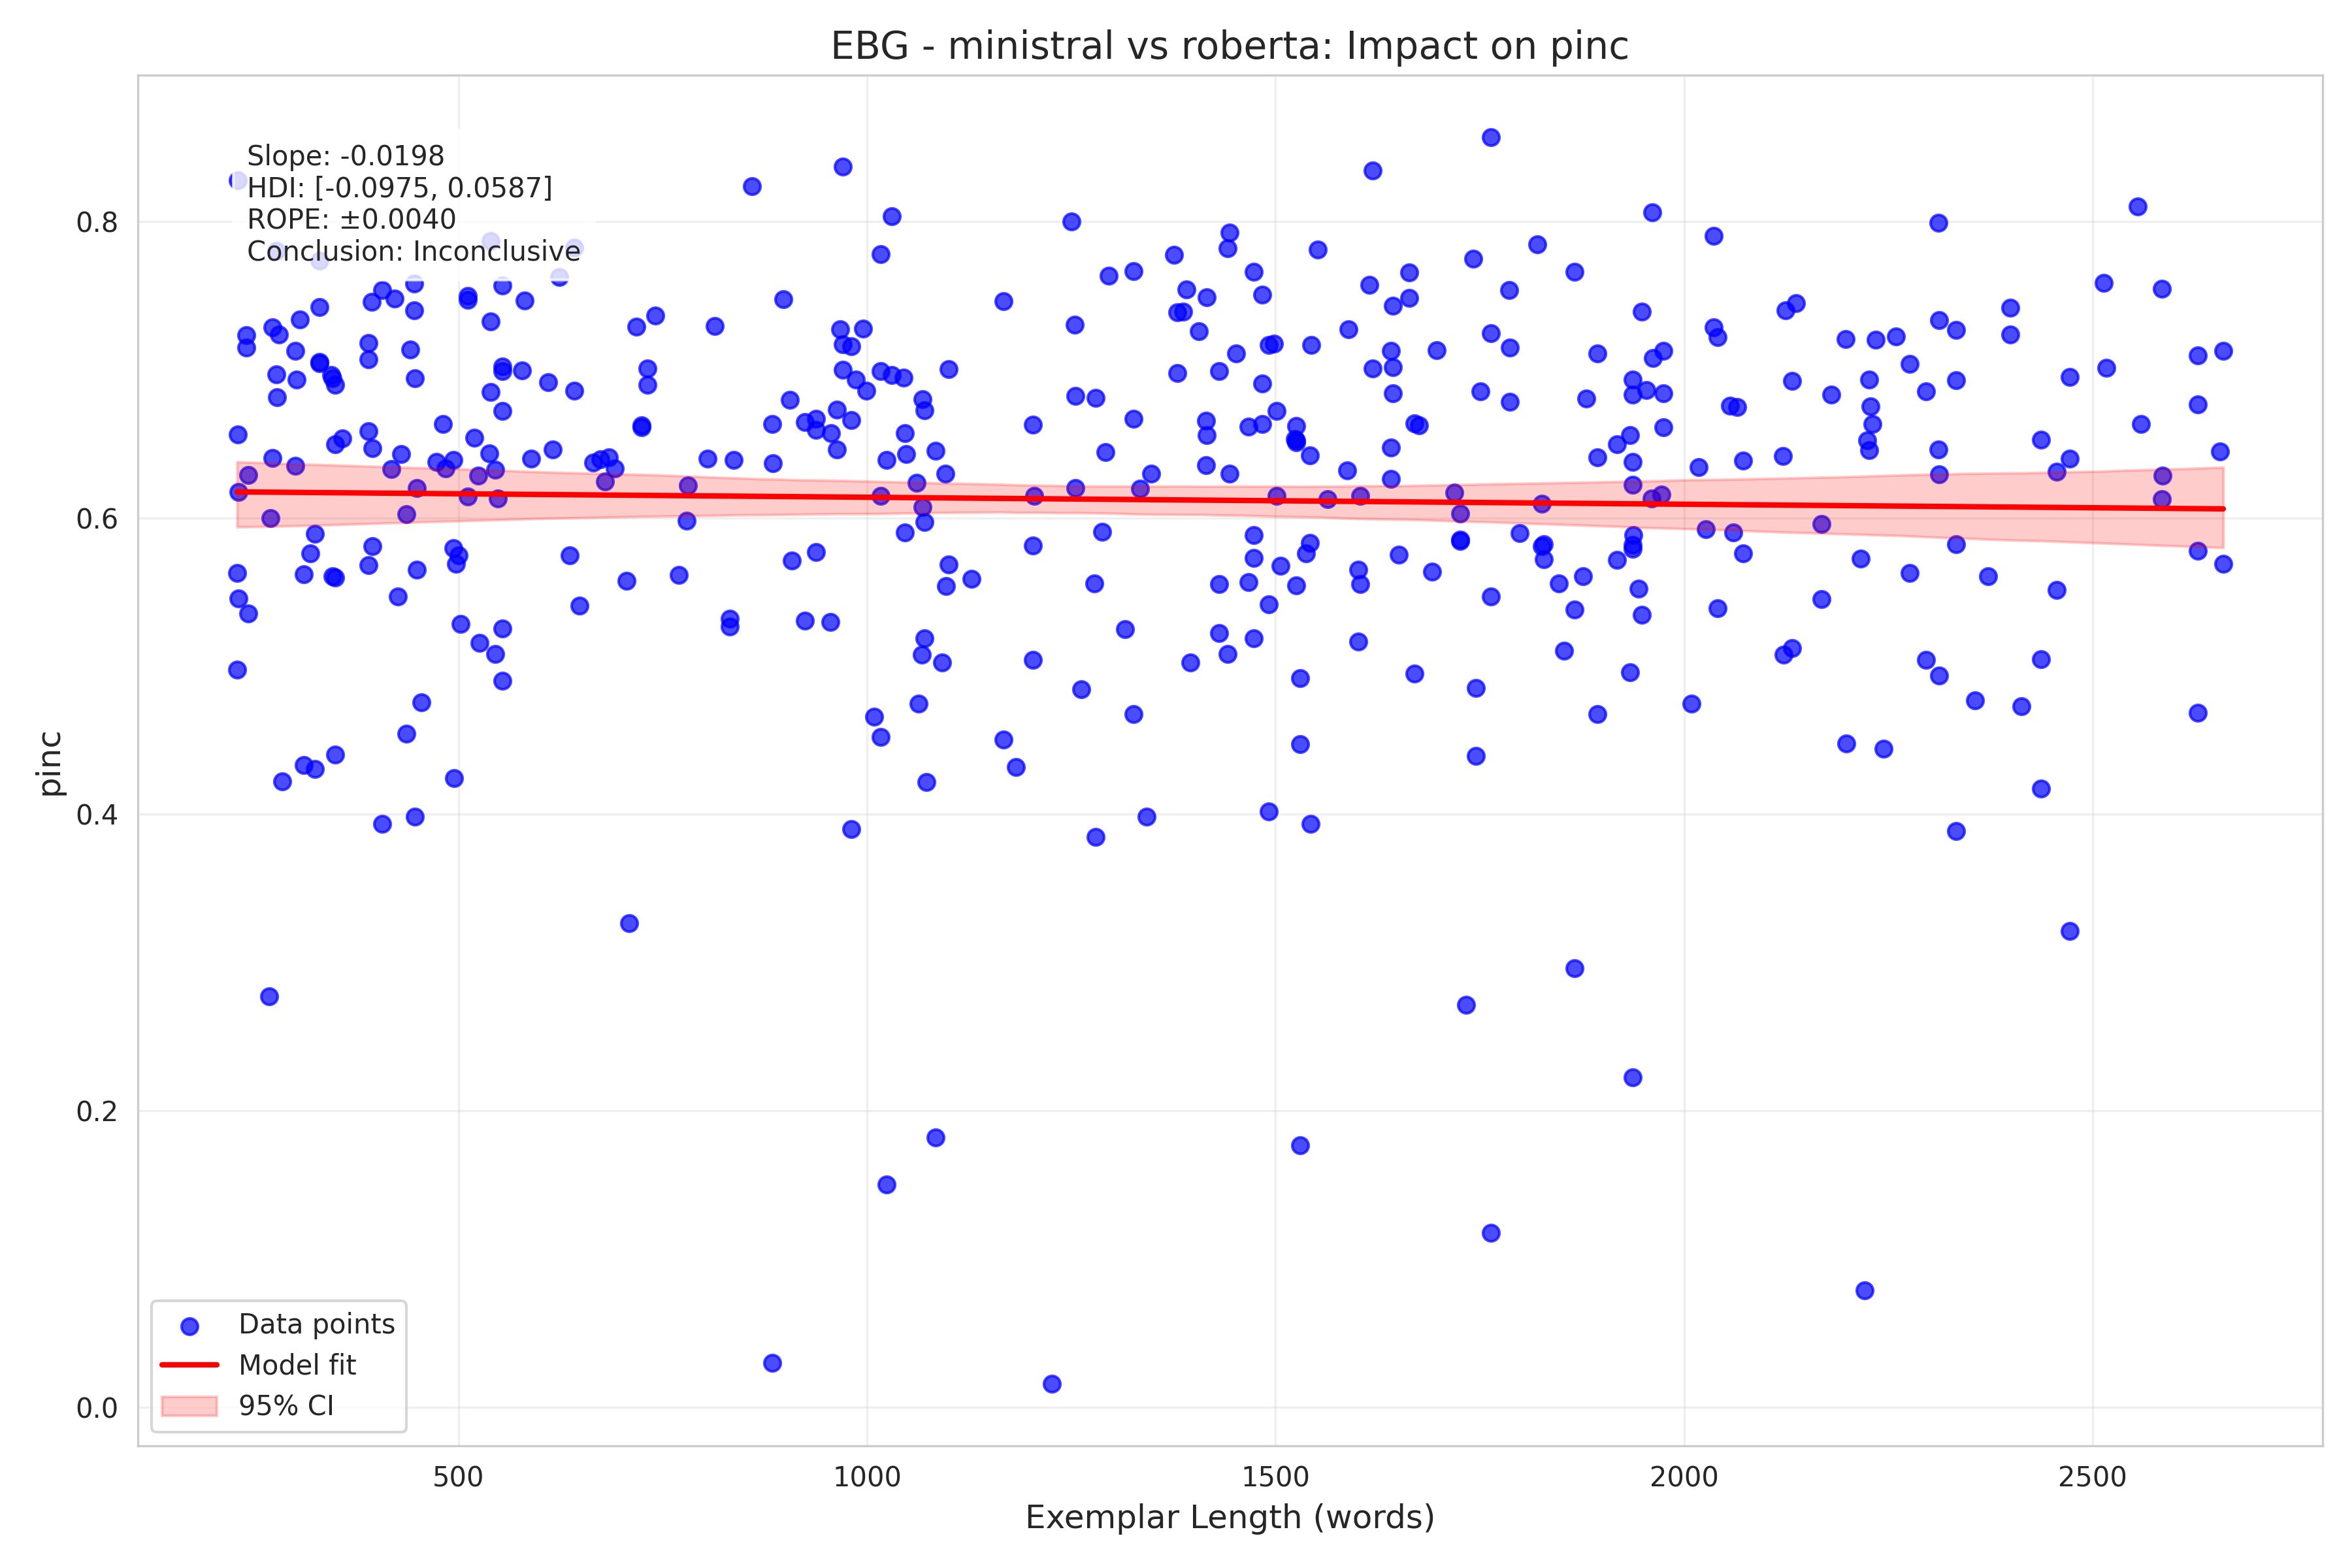 EBG - ministral vs roberta: Impact on pinc
Slope: -0.0198
HDI: [-0.0975, 0.0587]
ROPE: ±0.0040
Conclusion: Inconclusive
pinc
0.8
0.6
0.4
0.2
0.0
Data points
Model fit
95% CI
500
1000
1500
2000
2500
Exemplar Length (words)